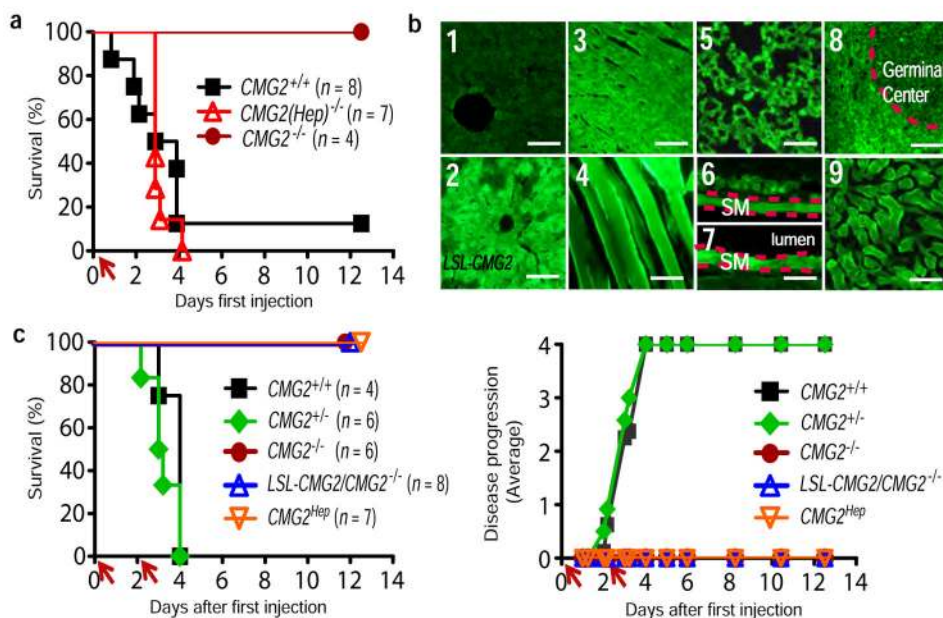 a
Survival (%)
100
80
60
40
20
0
CMG2+/+ (n = 8)
CMG2(Hep)-/- (n = 7)
CMG2-/- (n = 4)
0 2 4 6 8 10 12 14
Days first injection
b
1 3 5 8
Germinal
Center
2 4 6 9
SM
7 lumen
SM
LSL-CMG2
c
Survival (%)
100
80
60
40
20
0
CMG2+/+ (n = 4)
CMG2+/- (n = 6)
CMG2-/- (n = 6)
LSL-CMG2/CMG2-/- (n = 8)
CMG2Hep (n = 7)
0 2 4 6 8 10 12 14
Days after first injection
Disease progression
(Average)
4
3
2
1
0
CMG2+/+
CMG2+/-
CMG2-/-
LSL-CMG2/CMG2-/-
CMG2Hep
0 2 4 6 8 10 12 14
Days after first injection